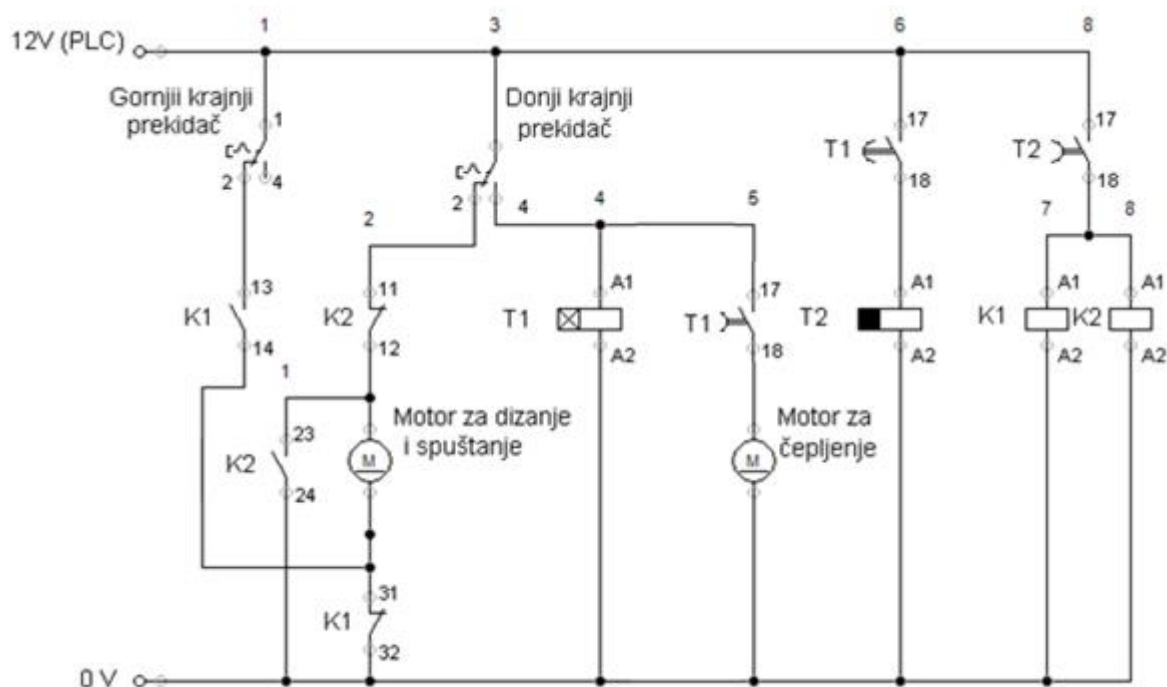 1 3 6 8
12V (PLC)
Gornjii krajnji
prekidač
Donji krajnji
prekidač
1
17
17
T1
T2
2 4
18
18
2
2 4
4
5
7 8
13
11
A1
17
A1
A1
A1
K1
K2
T1
T1
T2
K1
K2
14
12
A2
18
A2
A2
A2
1
23
Motor za dizanje
i spuštanje
Motor za
čepljenje
K2
M
M
24
31
K1
32
0 V